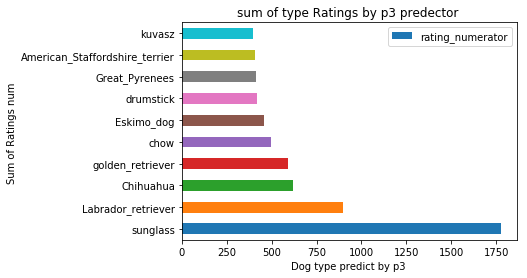 sum of type Ratings by p3 predector
rating_numerator
Sum of Ratings num
kuvasz
American_Staffordshire_terrier
Great_Pyrenees
drumstick
Eskimo_dog
chow
golden_retriever
Chihuahua
Labrador_retriever
sunglass
0 250 500 750 1000 1250 1500 1750
Dog type predict by p3